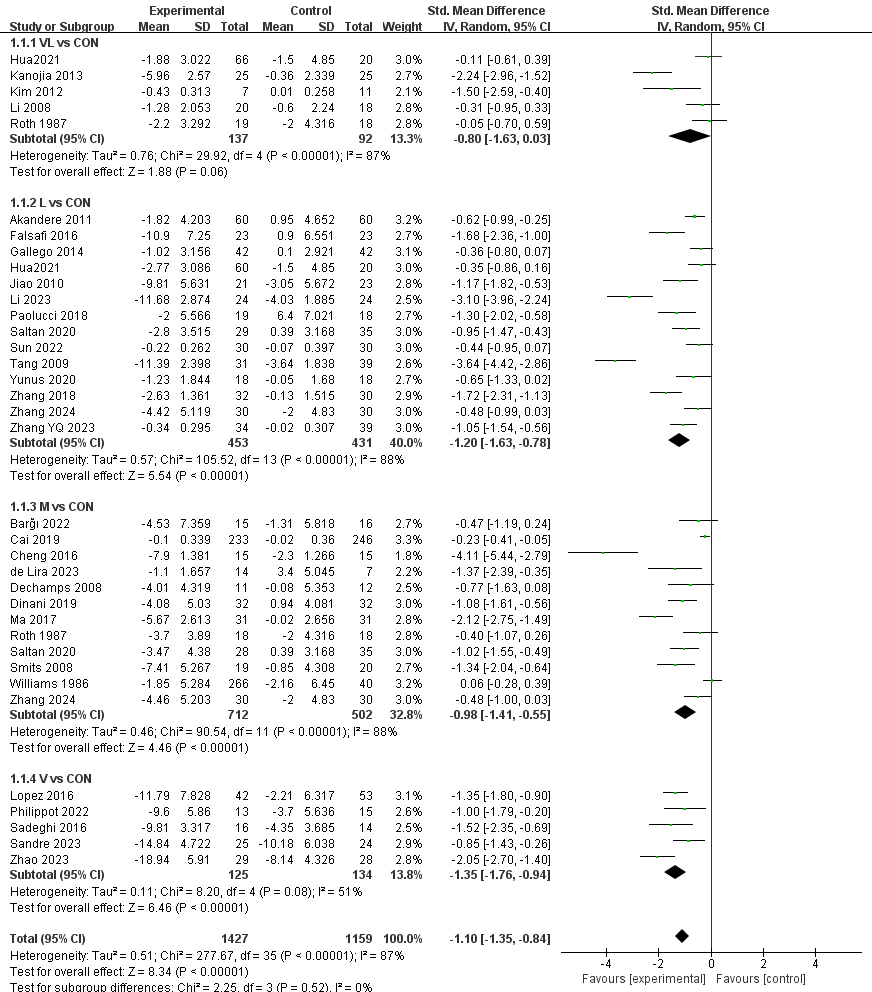 Experimental Control Std. Mean Difference Std. Mean Difference
Study or Subgroup Mean SD Total Mean SD Total Weight IV, Random, 95% CI IV, Random, 95% CI
1.1.1 VL vs CON
Hua2021 -1.88 3.022 66 -1.5 4.85 20 3.0% -0.11 [-0.61, 0.39]
Kanojia 2013 -5.96 2.57 25 -0.36 2.339 25 2.6% -2.24 [-2.96, -1.52]
Kim 2012 -0.43 0.313 7 0.01 0.258 11 2.1% -1.50 [-2.59, -0.40]
Li 2008 -1.28 2.053 20 -0.6 2.24 18 2.8% -0.31 [-0.95, 0.33]
Roth 1987 -2.2 3.292 19 -2 4.316 18 2.8% -0.05 [-0.70, 0.59]
Subtotal (95% CI) 137 92 13.3% -0.80 [-1.63, 0.03]
Heterogeneity: Tau² = 0.76; Chi² = 29.92, df = 4 (P < 0.00001); I² = 87%
Test for overall effect: Z = 1.88 (P = 0.06)
1.1.2 L vs CON
Akandere 2011 -1.82 4.203 60 0.95 4.652 60 3.2% -0.62 [-0.99, -0.25]
Falsafi 2016 -10.9 7.25 23 0.9 6.551 23 2.7% -1.68 [-2.36, -1.00]
Gallego 2014 -1.02 3.156 42 0.1 2.921 42 3.1% -0.36 [-0.80, 0.07]
Hua2021 -2.77 3.086 60 -1.5 4.85 20 3.0% -0.35 [-0.86, 0.16]
Jiao 2010 -9.81 5.631 21 -3.05 5.672 23 2.8% -1.17 [-1.82, -0.53]
Li 2023 -11.68 2.874 24 -4.03 1.885 24 2.4% -3.10 [-3.96, -2.24]
Paolucci 2018 -2 5.566 19 6.4 7.021 18 2.6% -1.30 [-2.02, -0.58]
Saltan 2020 -2.8 3.515 29 0.39 3.168 35 3.0% -0.95 [-1.47, -0.43]
Sun 2022 -0.22 0.262 30 -0.07 0.397 30 3.0% -0.44 [-0.95, 0.07]
Tang 2009 -11.39 2.398 31 -3.64 1.838 39 2.6% -3.64 [-4.42, -2.86]
Yunus 2020 -1.23 1.844 18 -0.05 1.68 18 2.7% -0.65 [-1.33, 0.02]
Zhang 2018 -2.63 1.361 32 -0.13 1.515 30 2.9% -1.72 [-2.31, -1.13]
Zhang 2024 -4.42 5.119 30 -2 4.83 30 3.0% -0.48 [-0.99, 0.03]
Zhang YQ 2023 -0.34 0.295 34 -0.02 0.307 39 3.0% -1.05 [-1.54, -0.56]
Subtotal (95% CI) 453 431 40.0% -1.20 [-1.63, -0.78]
Heterogeneity: Tau² = 0.57; Chi² = 105.52, df = 13 (P < 0.00001); I² = 88%
Test for overall effect: Z = 5.54 (P < 0.00001)
1.1.3 M vs CON
Barğı 2022 -4.53 7.359 15 -1.31 5.818 16 2.7% -0.47 [-1.19, 0.24]
Cai 2019 -0.1 0.339 233 -0.02 0.36 246 3.3% -0.23 [-0.41, -0.05]
Cheng 2016 -7.9 1.381 15 -2.3 1.266 15 1.8% -4.11 [-5.44, -2.79]
de Lira 2023 -1.1 1.657 14 3.4 5.045 7 2.2% -1.37 [-2.39, -0.35]
Dechamps 2008 -4.01 4.319 11 -0.08 5.353 12 2.4% -0.77 [-1.63, 0.08]
Dinani 2019 -4.08 5.03 32 0.94 4.081 32 3.0% -1.08 [-1.61, -0.56]
Ma 2017 -5.67 2.613 31 -0.02 2.656 31 2.8% -2.12 [-2.75, -1.49]
Roth 1987 -3.7 3.89 18 -2 4.316 18 2.8% -0.40 [-1.07, 0.26]
Saltan 2020 -3.47 4.38 28 0.39 3.168 35 3.0% -1.02 [-1.55, -0.49]
Smits 2008 -7.41 5.267 19 -0.85 4.308 20 2.7% -1.34 [-2.04, -0.64]
Williams 1986 -1.85 5.284 266 -2.16 6.45 40 3.2% 0.06 [-0.28, 0.39]
Zhang 2024 -4.46 5.203 30 -2 4.83 30 3.0% -0.48 [-1.00, 0.03]
Subtotal (95% CI) 712 502 32.8% -0.98 [-1.41, -0.55]
Heterogeneity: Tau² = 0.46; Chi² = 90.54, df = 11 (P < 0.00001); I² = 88%
Test for overall effect: Z = 4.46 (P < 0.00001)
1.1.4 V vs CON
Lopez 2016 -11.79 7.828 42 -2.21 6.317 53 3.1% -1.35 [-1.80, -0.90]
Philippot 2022 -9.6 5.86 13 -3.7 5.636 15 2.5% -1.00 [-1.79, -0.20]
Sadeghi 2016 -9.81 3.317 16 -4.35 3.685 14 2.4% -1.52 [-2.35, -0.69]
Sandre 2023 -14.84 4.722 25 -10.18 6.038 24 2.9% -0.85 [-1.43, -0.26]
Zhao 2023 -18.94 5.91 29 -8.14 4.326 28 2.8% -2.05 [-2.70, -1.40]
Subtotal (95% CI) 125 134 13.8% -1.35 [-1.76, -0.94]
Heterogeneity: Tau² = 0.11; Chi² = 8.20, df = 4 (P = 0.08); I² = 51%
Test for overall effect: Z = 6.46 (P < 0.00001)
Total (95% CI) 1427 1159 100.0% -1.10 [-1.35, -0.84]
Heterogeneity: Tau² = 0.51; Chi² = 277.67, df = 35 (P < 0.00001); I² = 87%
Test for overall effect: Z = 8.34 (P < 0.00001)
Test for subgroup differences: Chi² = 2.25, df = 3 (P = 0.52), I² = 0%
-4 -2 0 2 4
Favours [experimental] Favours [control]